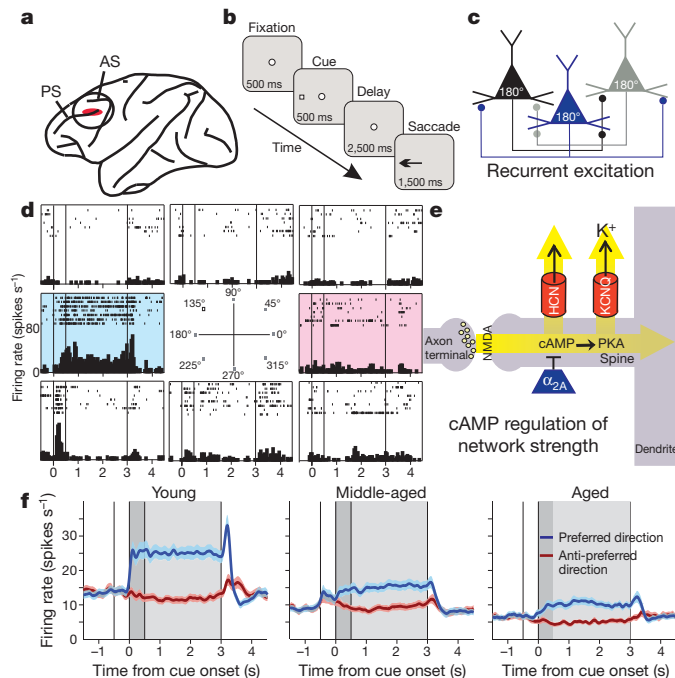 a
AS
PS
b
Fixation
500 ms
Cue
500 ms
Delay
2,500 ms
Saccade
1,500 ms
Time
c
180°
180°
180°
Recurrent excitation
d
Firing rate (spikes s⁻¹)
80
0
90°
135°
45°
180°
0°
225°
315°
270°
0 1 2 3 4
0 1 2 3 4
0 1 2 3 4
e
K⁺
HCN
KCNQ
Axon
terminal
NMDA
cAMP
PKA
Spine
α2A
cAMP regulation of
network strength
Dendrite
f
Young
Middle-aged
Aged
Firing rate (spikes s⁻¹)
30
20
10
0
Preferred direction
Anti-preferred
direction
−1 0 1 2 3 4
−1 0 1 2 3 4
−1 0 1 2 3 4
Time from cue onset (s)
Time from cue onset (s)
Time from cue onset (s)